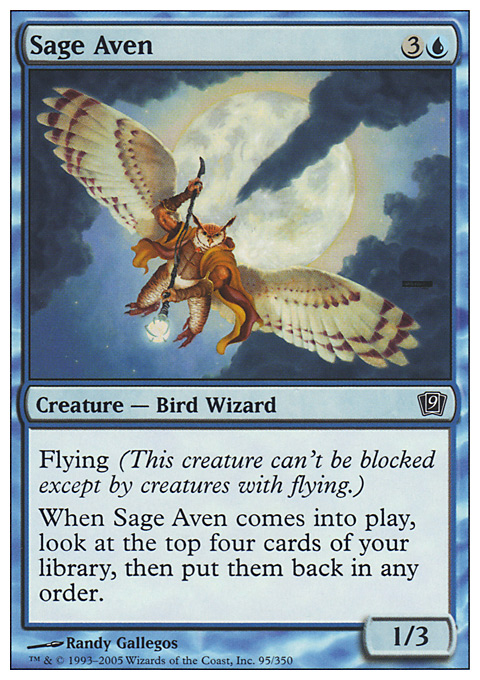 Sage Aven
3
Creature — Bird Wizard
9
Flying (This creature can't be blocked
except by creatures with flying.)
When Sage Aven comes into play,
look at the top four cards of your
library, then put them back in any
order.
Randy Gallegos
1/3
™ & © 1993–2005 Wizards of the Coast, Inc. 95/350